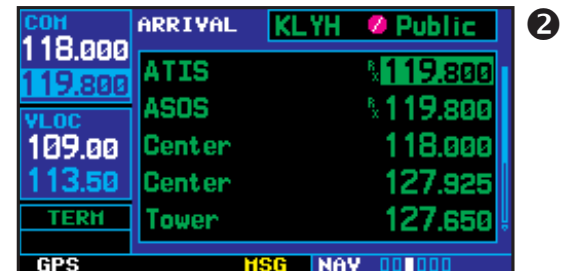 COM
118.000
119.800
VLOC
109.00
113.50
TERM
GPS
ARRIVAL KLYH Public
ATIS Rx 119.800
ASOS Rx 119.800
Center 118.000
Center 127.925
Tower 127.650
MSG NAV
2